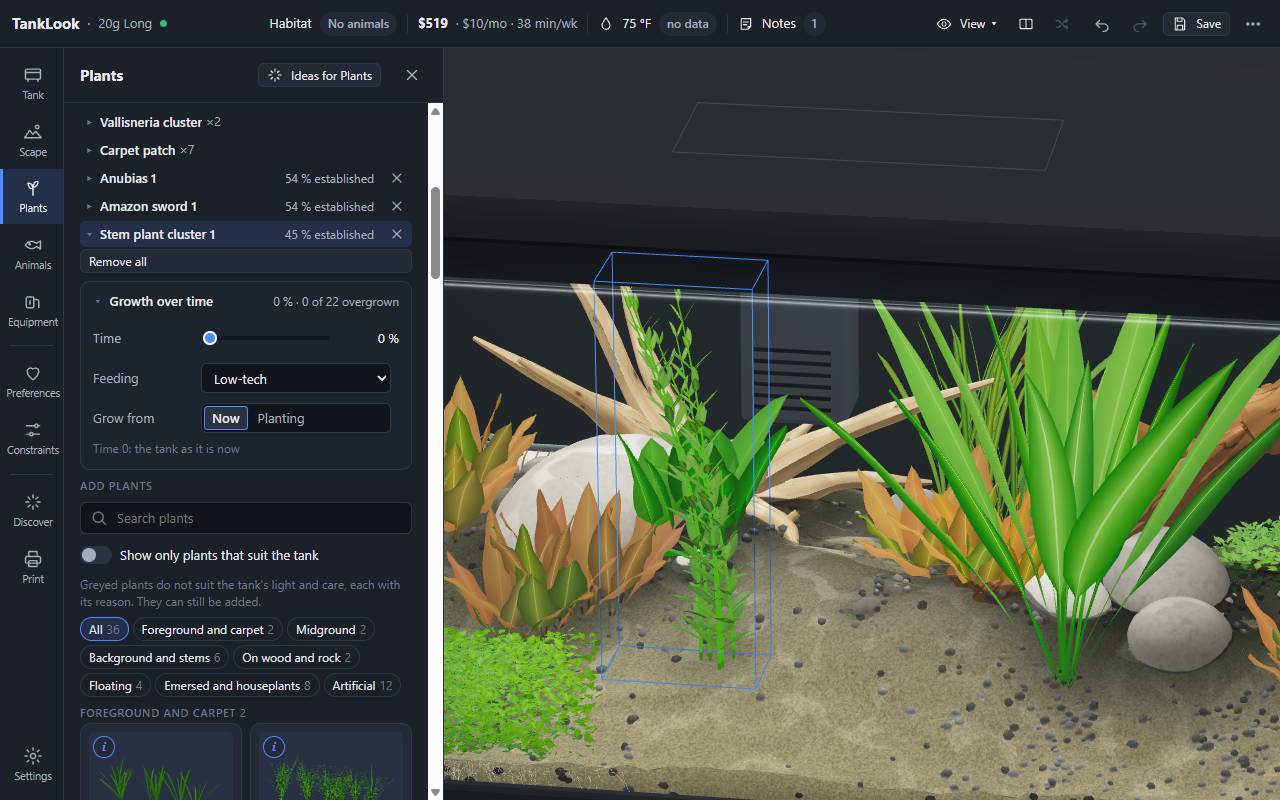 TankLook · 20g Long
Habitat No animals
$519 · $10/mo · 38 min/wk
75 °F no data
Notes 1
View
Save
Tank
Scape
Plants
Animals
Equipment
Preferences
Constraints
Discover
Print
Settings
Plants
Ideas for Plants
Vallisneria cluster ×2
Carpet patch ×7
Anubias 1 54 % established
Amazon sword 1 54 % established
Stem plant cluster 1 45 % established
Remove all
Growth over time 0 % · 0 of 22 overgrown
Time 0 %
Feeding Low-tech
Grow from Now Planting
Time 0: the tank as it is now
ADD PLANTS
Search plants
Show only plants that suit the tank
Greyed plants do not suit the tank's light and care, each with
its reason. They can still be added.
All 36 Foreground and carpet 2 Midground 2
Background and stems 6 On wood and rock 2
Floating 4 Emersed and houseplants 8 Artificial 12
FOREGROUND AND CARPET 2
i i